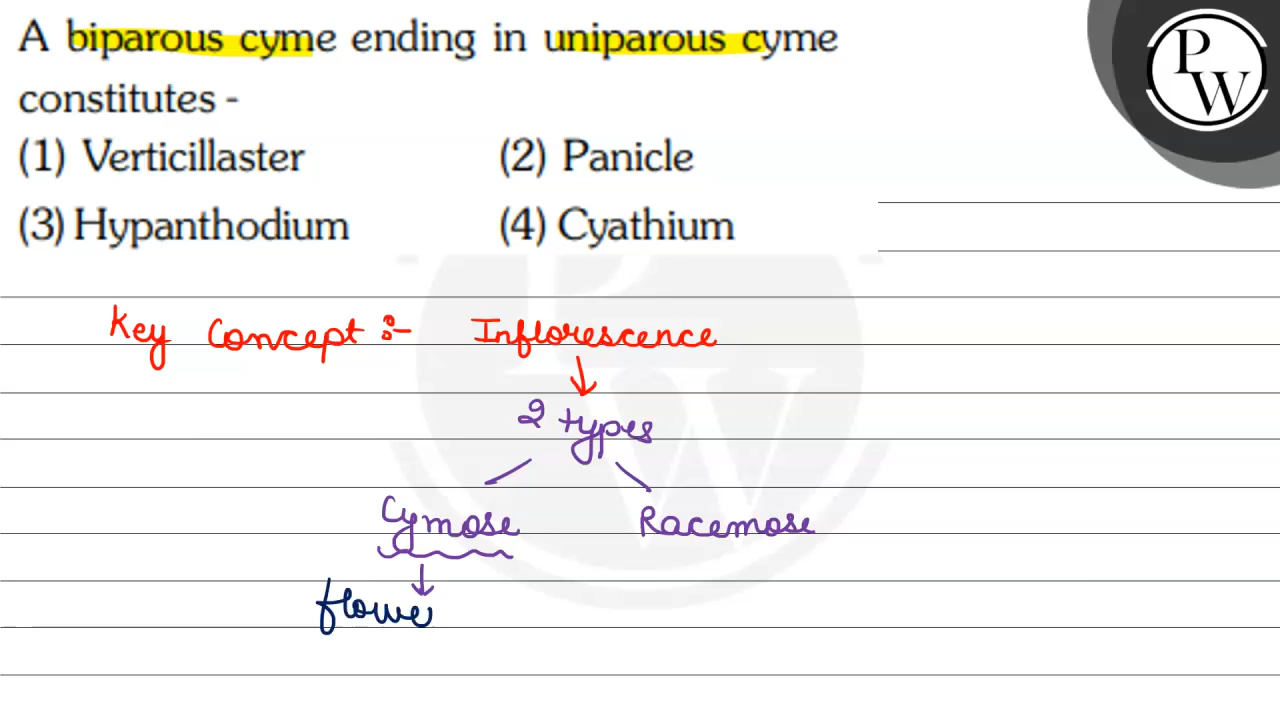 A biparous cyme ending in uniparous cyme
constitutes -
(1) Verticillaster (2) Panicle
(3) Hypanthodium (4) Cyathium
PW
Key Concept :- Inflorescence
2 types
Cymose Racemose
flowe